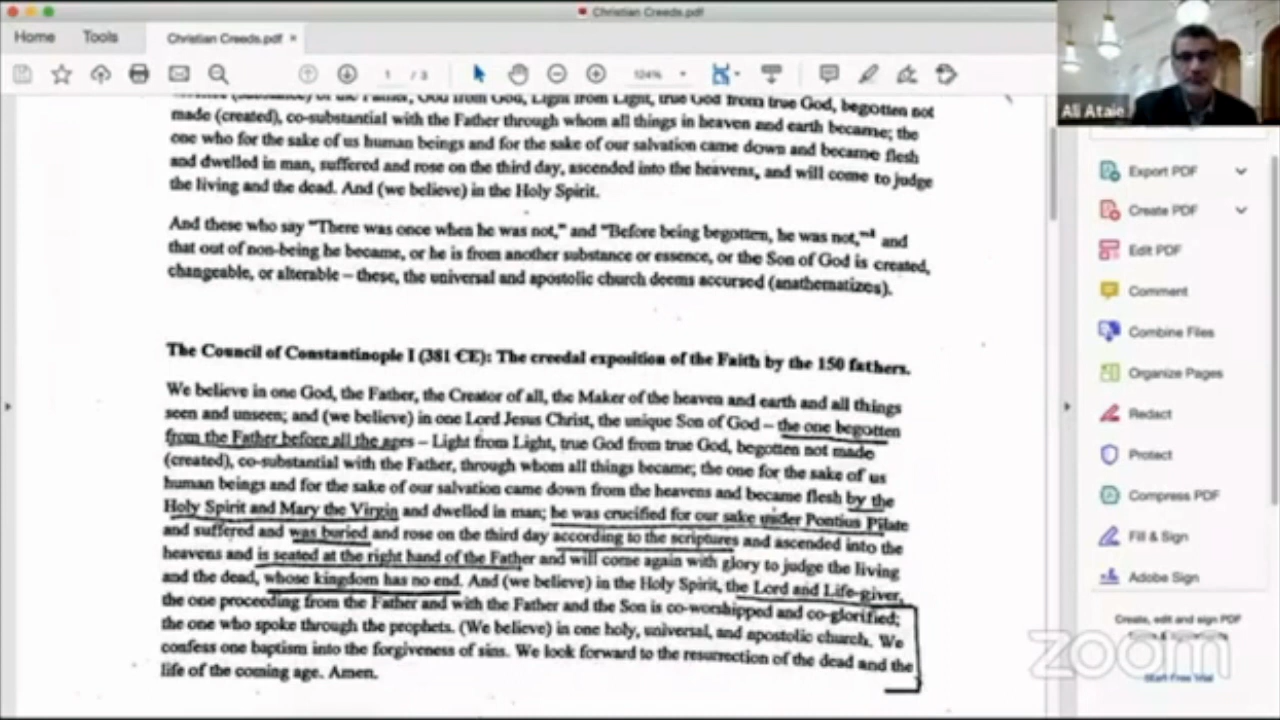 Christian Creeds.pdf
Home
Tools
Christian Creeds.pdf ×
1 / 3
124%
of the Father, God from God, Light from Light, true God from true God, begotten not
made (created), co-substantial with the Father through whom all things in heaven and earth became; the
one who for the sake of us human beings and for the sake of our salvation came down and became flesh
and dwelled in man, suffered and rose on the third day, ascended into the heavens, and will come to judge
the living and the dead. And (we believe) in the Holy Spirit.
And these who say "There was once when he was not," and "Before being begotten, he was not," and
that out of non-being he became, or he is from another substance or essence, or the Son of God is created,
changeable, or alterable – these, the universal and apostolic church deems accursed (anathematizes).
The Council of Constantinople I (381 CE): The creedal exposition of the Faith by the 150 fathers.
We believe in one God, the Father, the Creator of all, the Maker of the heaven and earth and all things
seen and unseen; and (we believe) in one Lord Jesus Christ, the unique Son of God – the one begotten
from the Father before all the ages – Light from Light, true God from true God, begotten not made
(created), co-substantial with the Father, through whom all things became; the one for the sake of us
human beings and for the sake of our salvation came down from the heavens and became flesh by the
Holy Spirit and Mary the Virgin and dwelled in man; he was crucified for our sake under Pontius Pilate
and suffered and was buried and rose on the third day according to the scriptures and ascended into the
heavens and is seated at the right hand of the Father and will come again with glory to judge the living
and the dead, whose kingdom has no end. And (we believe) in the Holy Spirit, the Lord and Life-giver,
the one proceeding from the Father and with the Father and the Son is co-worshipped and co-glorified;
the one who spoke through the prophets. (We believe) in one holy, universal, and apostolic church. We
confess one baptism into the forgiveness of sins. We look forward to the resurrection of the dead and the
life of the coming age. Amen.
Ali Ataie
Export PDF
Create PDF
Edit PDF
Comment
Combine Files
Organize Pages
Redact
Protect
Compress PDF
Fill & Sign
Adobe Sign
Create, edit and sign PDF
Start Free Trial
zoom